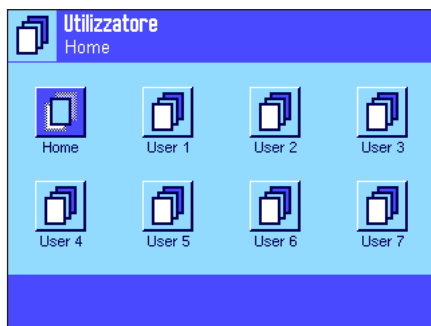 Utilizzatore
Home
Home
User 1
User 2
User 3
User 4
User 5
User 6
User 7